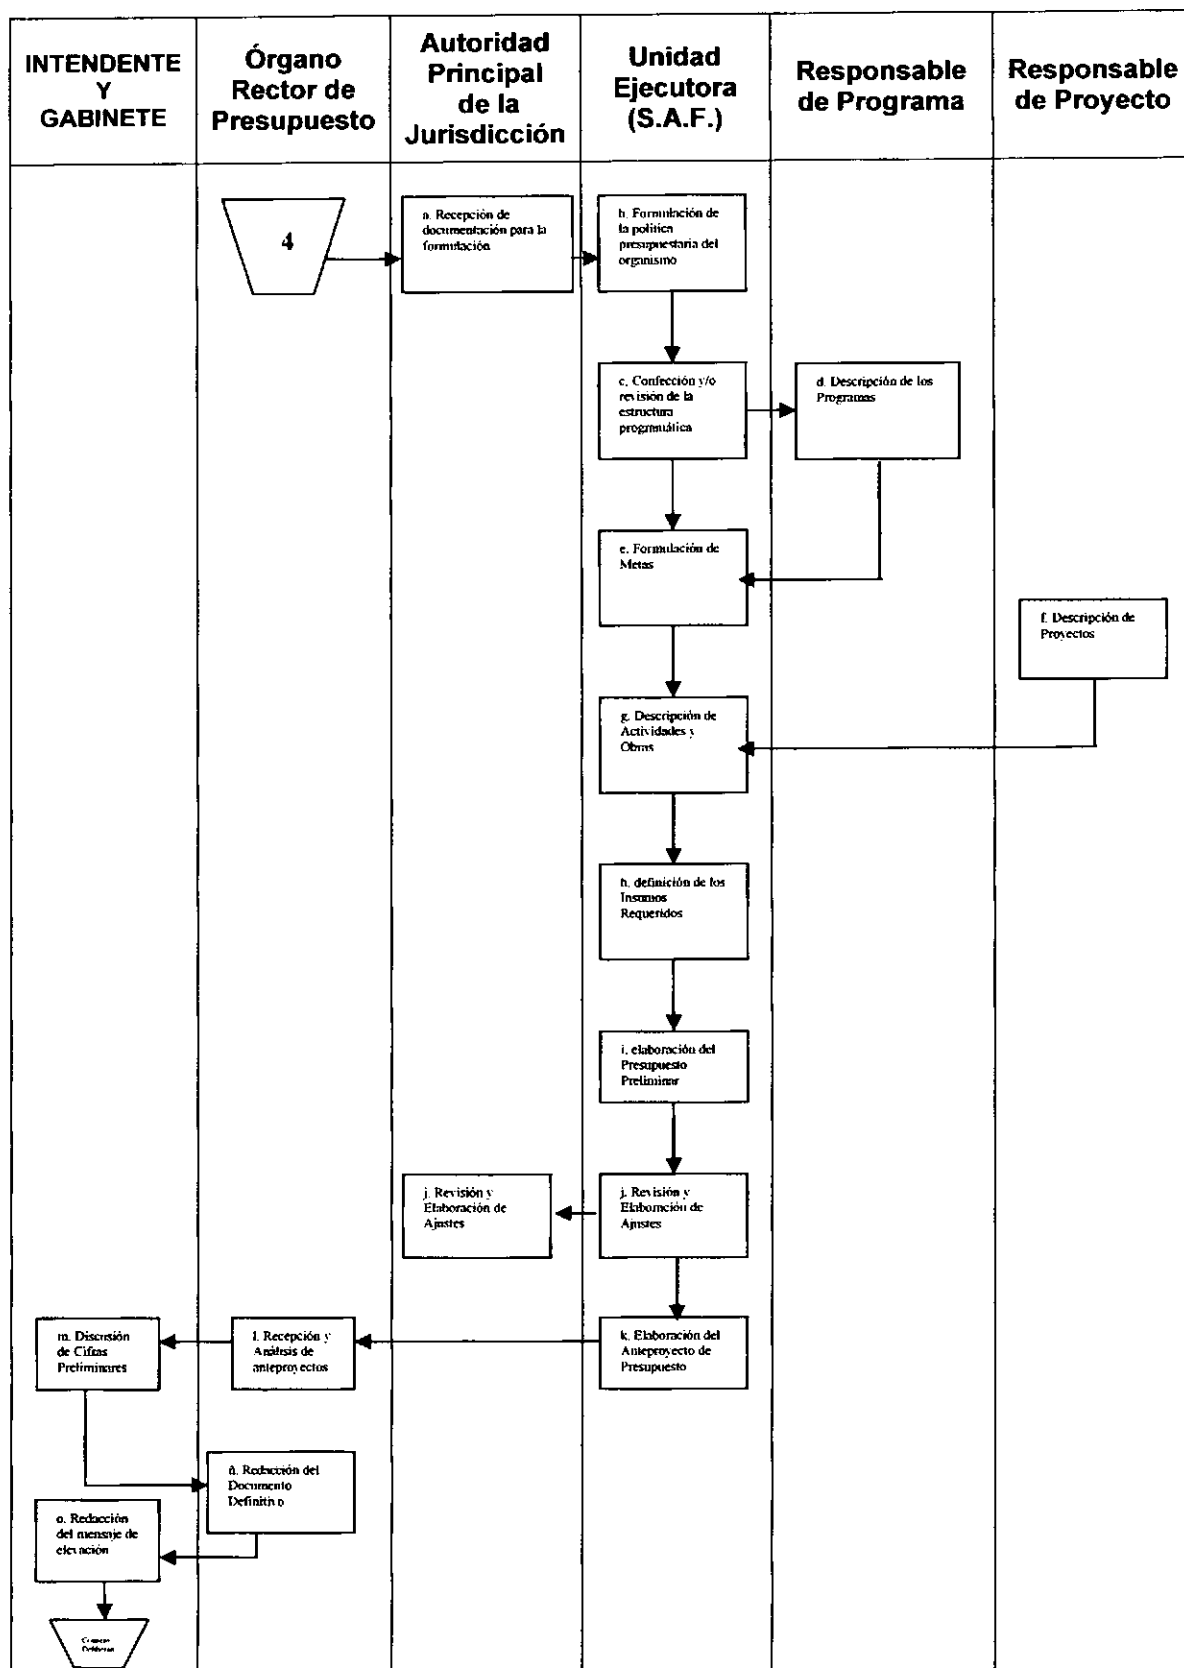 INTENDENTE
Y
GABINETE
Órgano
Rector de
Presupuesto
Autoridad
Principal
de la
Jurisdicción
Unidad
Ejecutora
(S.A.F.)
Responsable
de Programa
Responsable
de Proyecto
4
a. Recepción de
documentación para la
formulación
b. Formulación de
la política
presupuestaria del
organismo
c. Confección y/o
revisión de la
estructura
programática
d. Descripción de los
Programas
e. Formulación de
Metas
f. Descripción de
Proyectos
g. Descripción de
Actividades y
Obras
h. definición de los
Insumos
Requeridos
i. elaboración del
Presupuesto
Preliminar
j. Revisión y
Elaboración de
Ajustes
j. Revisión y
Elaboración de
Ajustes
m. Discusión
de Cifras
Preliminares
l. Recepción y
Análisis de
anteproyectos
k. Elaboración del
Anteproyecto de
Presupuesto
ñ. Redacción del
Documento
Definitivo
o. Redacción
del mensaje de
elevación